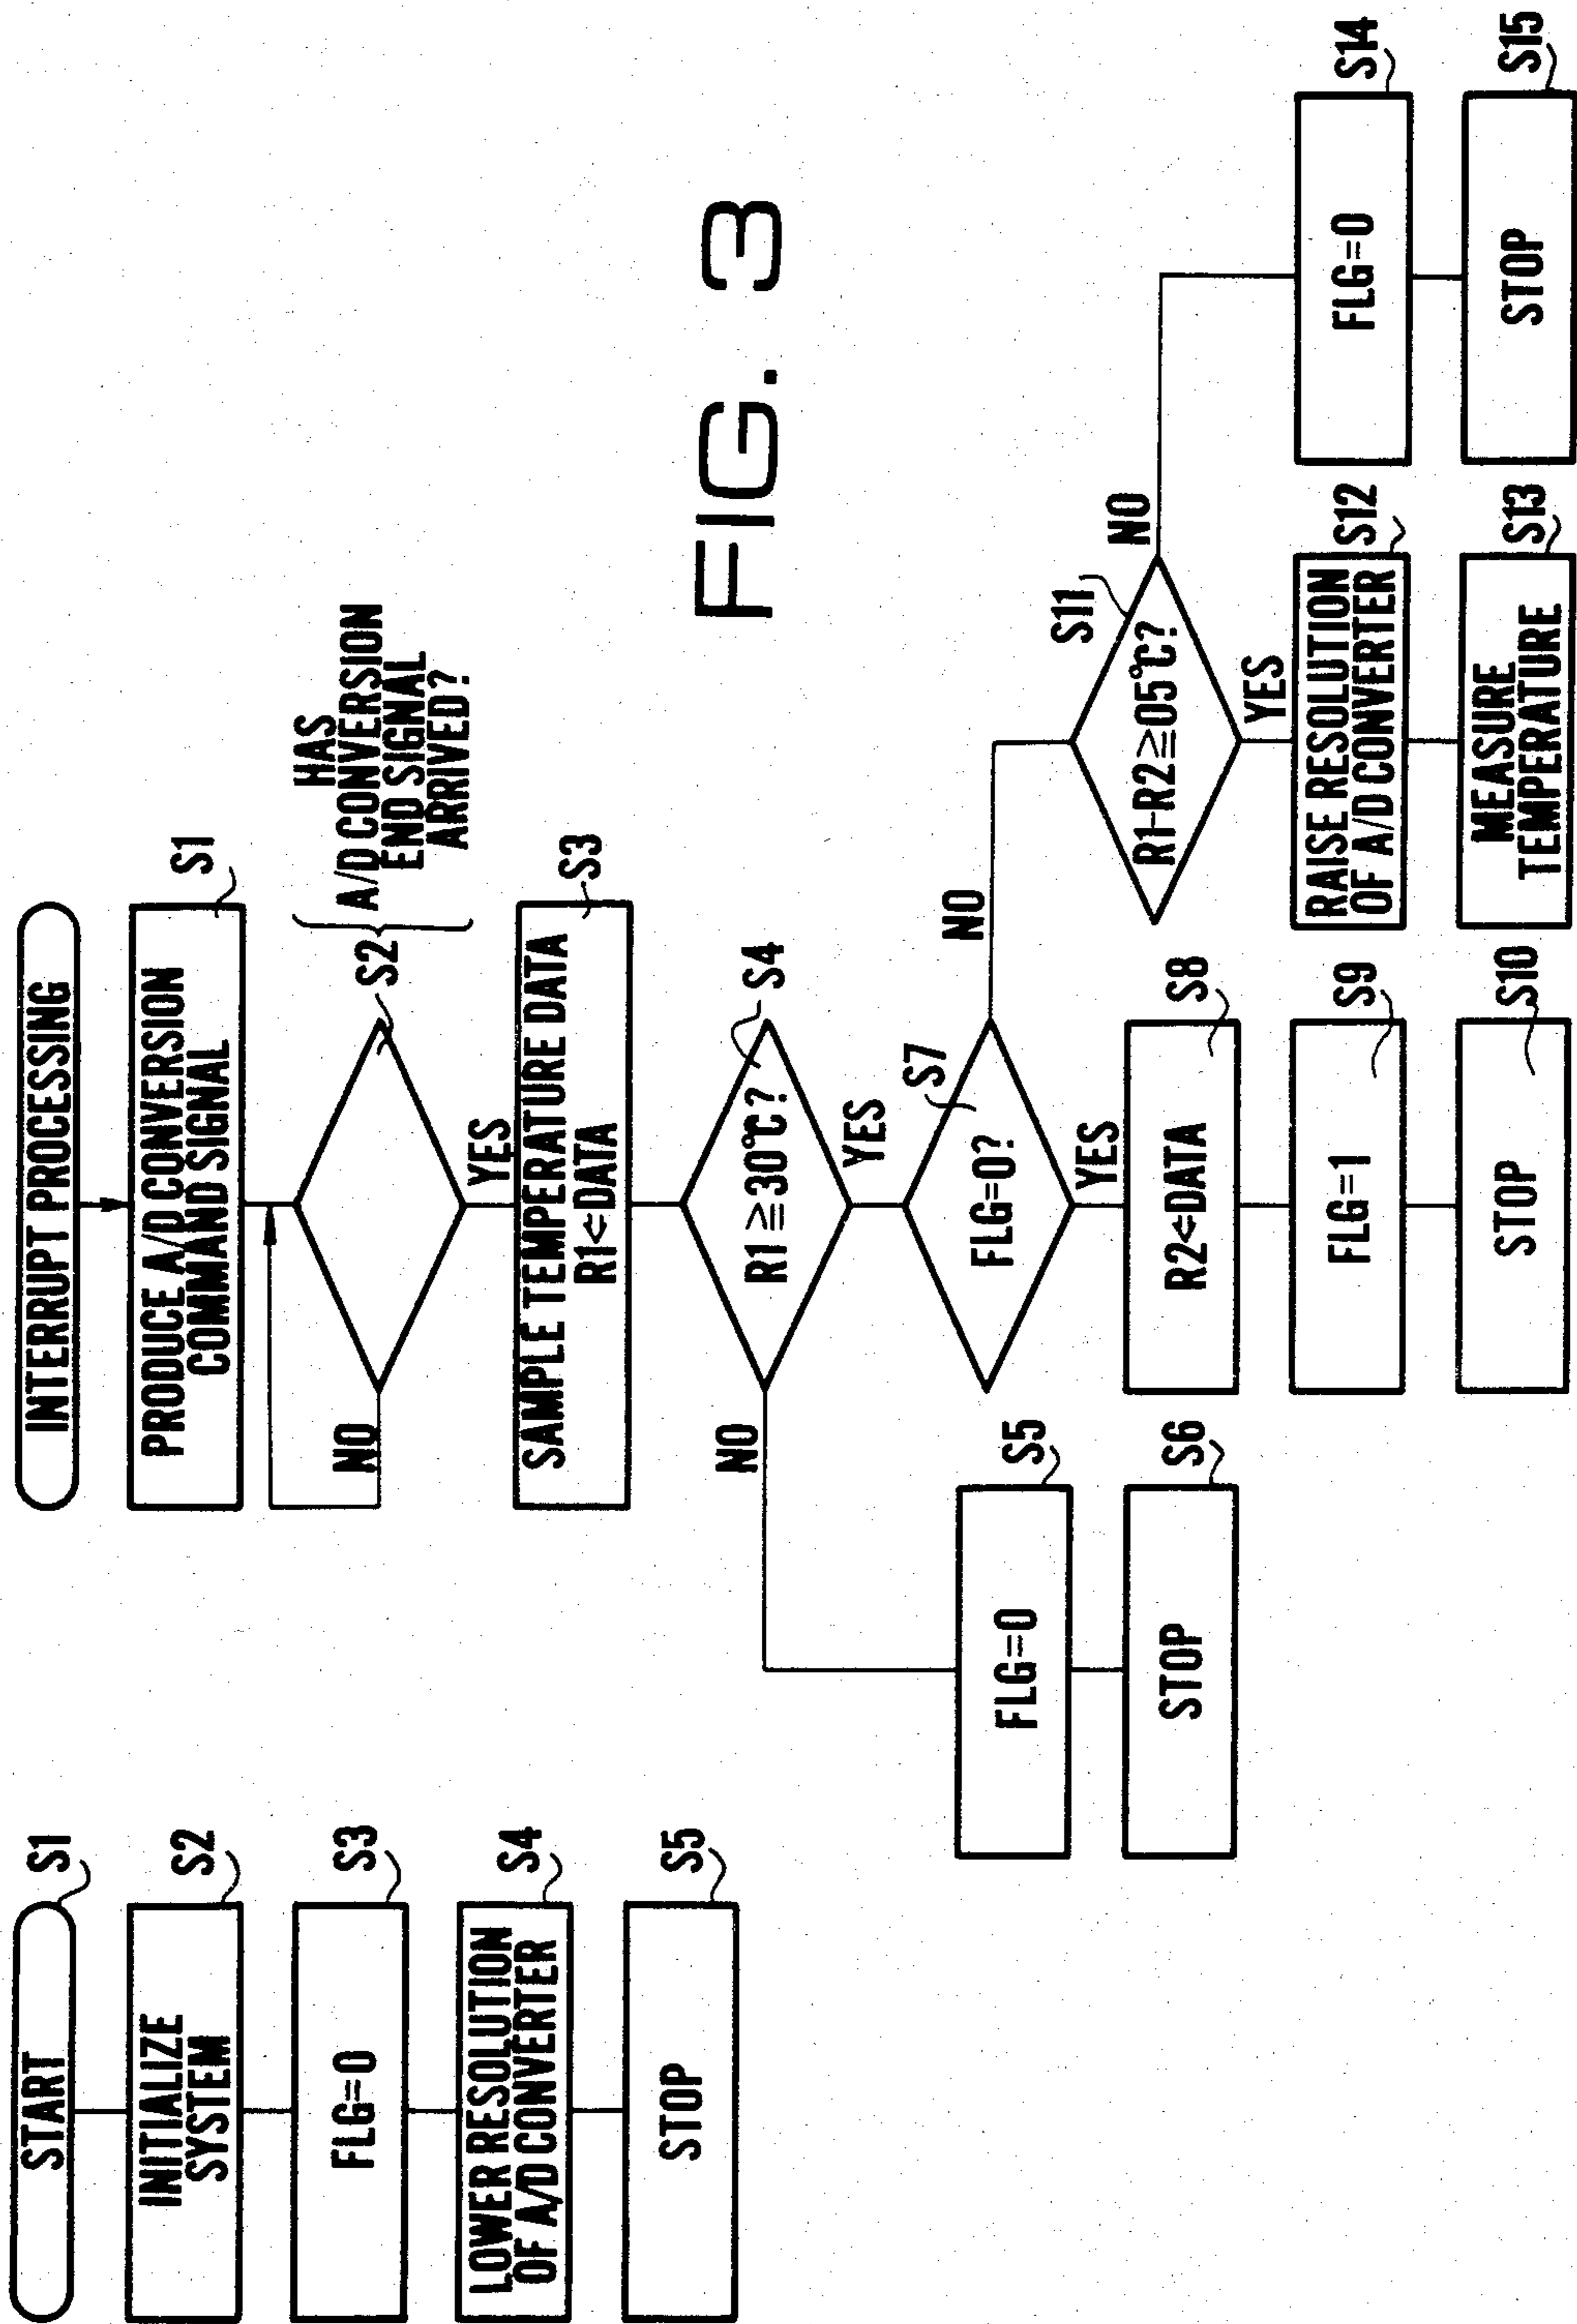 START
S1
INITIALIZE
SYSTEM
S2
FLG=0
S3
LOWER RESOLUTION
OF A/D CONVERTER
S4
STOP
S5
INTERRUPT PROCESSING
PRODUCE A/D CONVERSION
COMMAND SIGNAL
S1
S2
HAS
A/D CONVERSION
END SIGNAL
ARRIVED?
NO
YES
SAMPLE TEMPERATURE DATA
R1⇐DATA
S3
R1≧30℃?
S4
NO
YES
FLG=0
S5
STOP
S6
FLG=0?
S7
NO
YES
R2⇐DATA
S8
FLG=1
S9
STOP
S10
R1-R2≧05℃?
S11
NO
YES
RAISE RESOLUTION
OF A/D CONVERTER
S12
MEASURE
TEMPERATURE
S13
FLG=0
S14
STOP
S15
FIG. 3